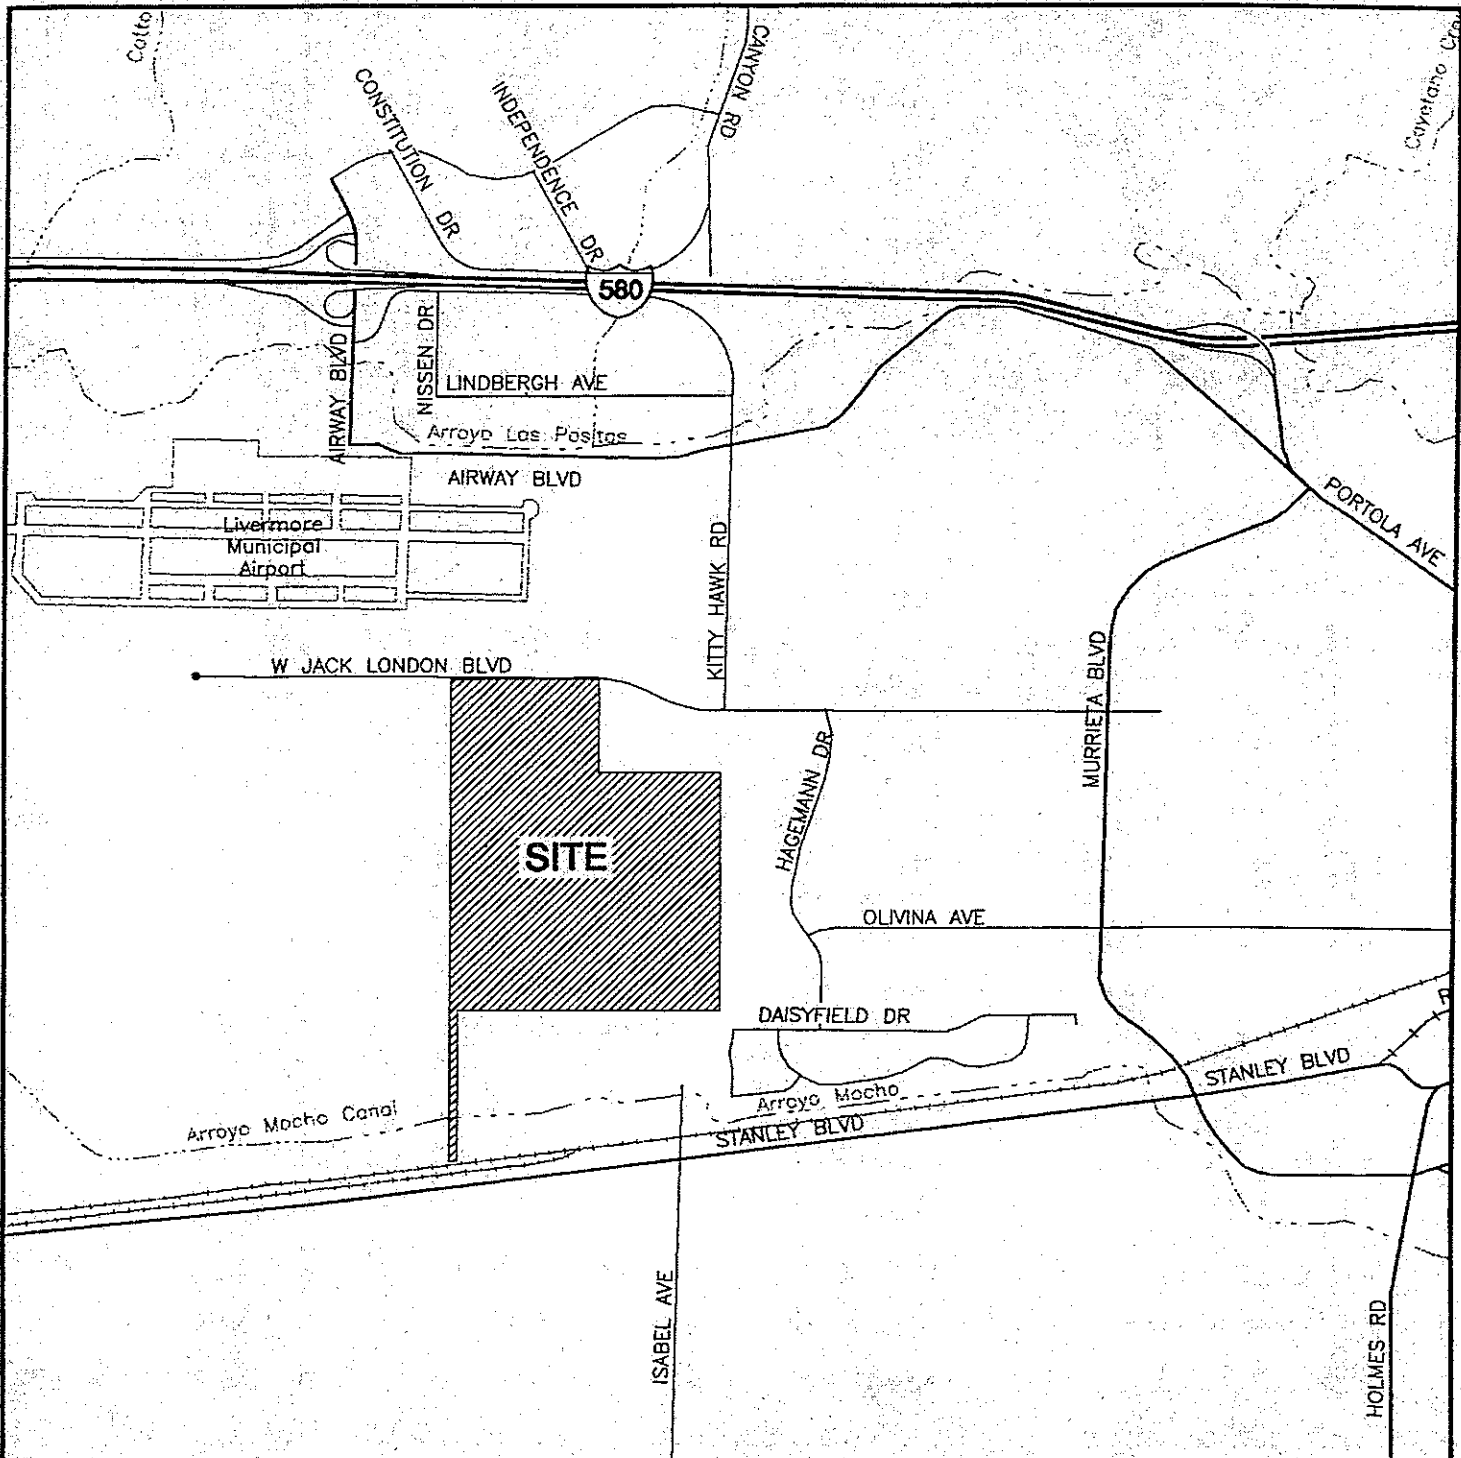 Cayetano
CANYON RD
CONSTITUTION DR
INDEPENDENCE DR
580
AIRWAY BLVD
NISSEN DR
LINDBERGH AVE
Arroyo Las Positas
AIRWAY BLVD
PORTOLA AVE
Livermore
Municipal
Airport
KITTY HAWK RD
W JACK LONDON BLVD
MURRIETA BLVD
HAGEMANN DR
SITE
OLIVINA AVE
DAISYFIELD DR
STANLEY BLVD
Arroyo Mocho
Arroyo Mocho Canal
STANLEY BLVD
ISABEL AVE
HOLMES RD